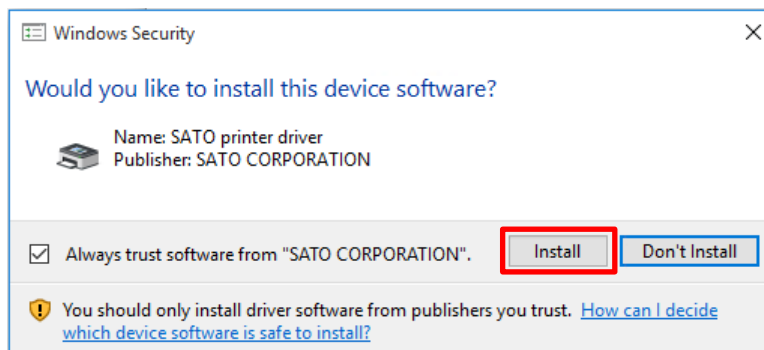 Windows Security
Would you like to install this device software?
Name: SATO printer driver
Publisher: SATO CORPORATION
Always trust software from "SATO CORPORATION".
Install
Don't Install
You should only install driver software from publishers you trust. How can I decide
which device software is safe to install?